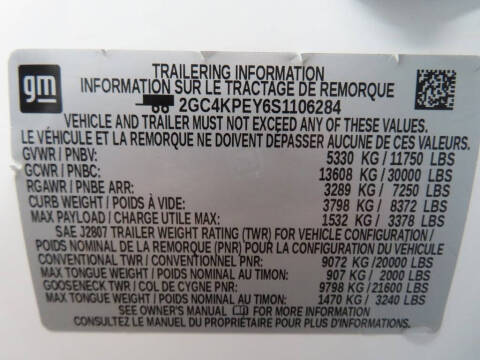 gm
TRAILERING INFORMATION
INFORMATION SUR LE TRACTAGE DE REMORQUE
2GC4KPEY6S1106284
VEHICLE AND TRAILER MUST NOT EXCEED ANY OF THESE VALUES.
LE VÉHICULE ET LA REMORQUE NE DOIVENT DÉPASSER AUCUNE DE CES VALEURS.
GVWR / PNBV: 5330 KG / 11750 LBS
GCWR / PNBC: 13608 KG / 30000 LBS
RGAWR / PNBE ARR: 3289 KG / 7250 LBS
CURB WEIGHT / POIDS À VIDE: 3798 KG / 8372 LBS
MAX PAYLOAD / CHARGE UTILE MAX: 1532 KG / 3378 LBS
SAE J2807 TRAILER WEIGHT RATING (TWR) FOR VEHICLE CONFIGURATION /
POIDS NOMINAL DE LA REMORQUE (PNR) POUR LA CONFIGURATION DU VÉHICULE
CONVENTIONAL TWR / CONVENTIONNEL PNR: 9072 KG /20000 LBS
MAX TONGUE WEIGHT / POIDS NOMINAL AU TIMON: 907 KG / 2000 LBS
GOOSENECK TWR / COL DE CYGNE PNR: 9798 KG /21600 LBS
MAX TONGUE WEIGHT / POIDS NOMINAL AU TIMON: 1470 KG / 3240 LBS
SEE OWNER'S MANUAL FOR MORE INFORMATION.
CONSULTEZ LE MANUEL DU PROPRIÉTAIRE POUR PLUS D'INFORMATION.